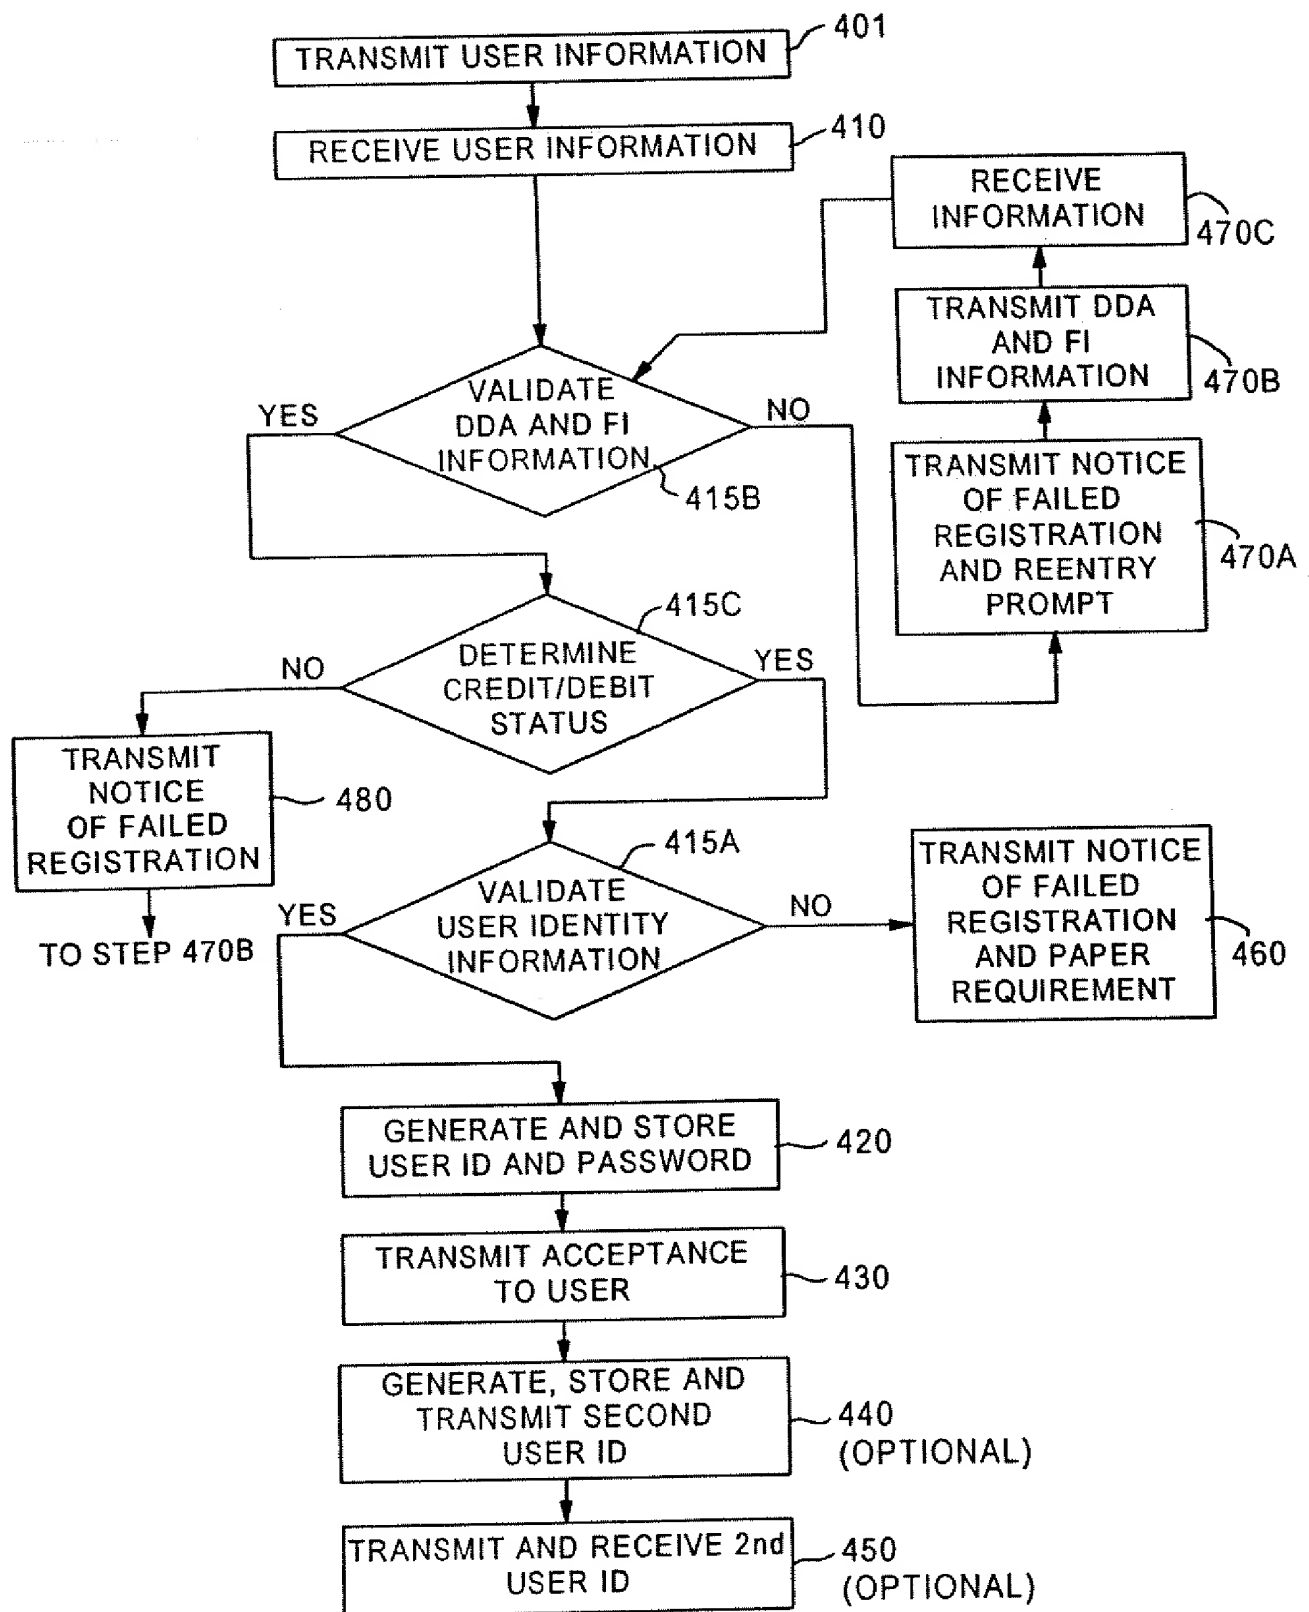 TRANSMIT USER INFORMATION
401
RECEIVE USER INFORMATION
410
RECEIVE
INFORMATION
470C
TRANSMIT DDA
AND FI
INFORMATION
470B
TRANSMIT NOTICE
OF FAILED
REGISTRATION
AND REENTRY
PROMPT
470A
VALIDATE
DDA AND FI
INFORMATION
415B
YES
NO
DETERMINE
CREDIT/DEBIT
STATUS
415C
NO
YES
TRANSMIT
NOTICE
OF FAILED
REGISTRATION
480
TO STEP 470B
VALIDATE
USER IDENTITY
INFORMATION
415A
YES
NO
TRANSMIT NOTICE
OF FAILED
REGISTRATION
AND PAPER
REQUIREMENT
460
GENERATE AND STORE
USER ID AND PASSWORD
420
TRANSMIT ACCEPTANCE
TO USER
430
GENERATE, STORE AND
TRANSMIT SECOND
USER ID
440
(OPTIONAL)
TRANSMIT AND RECEIVE 2nd
USER ID
450
(OPTIONAL)